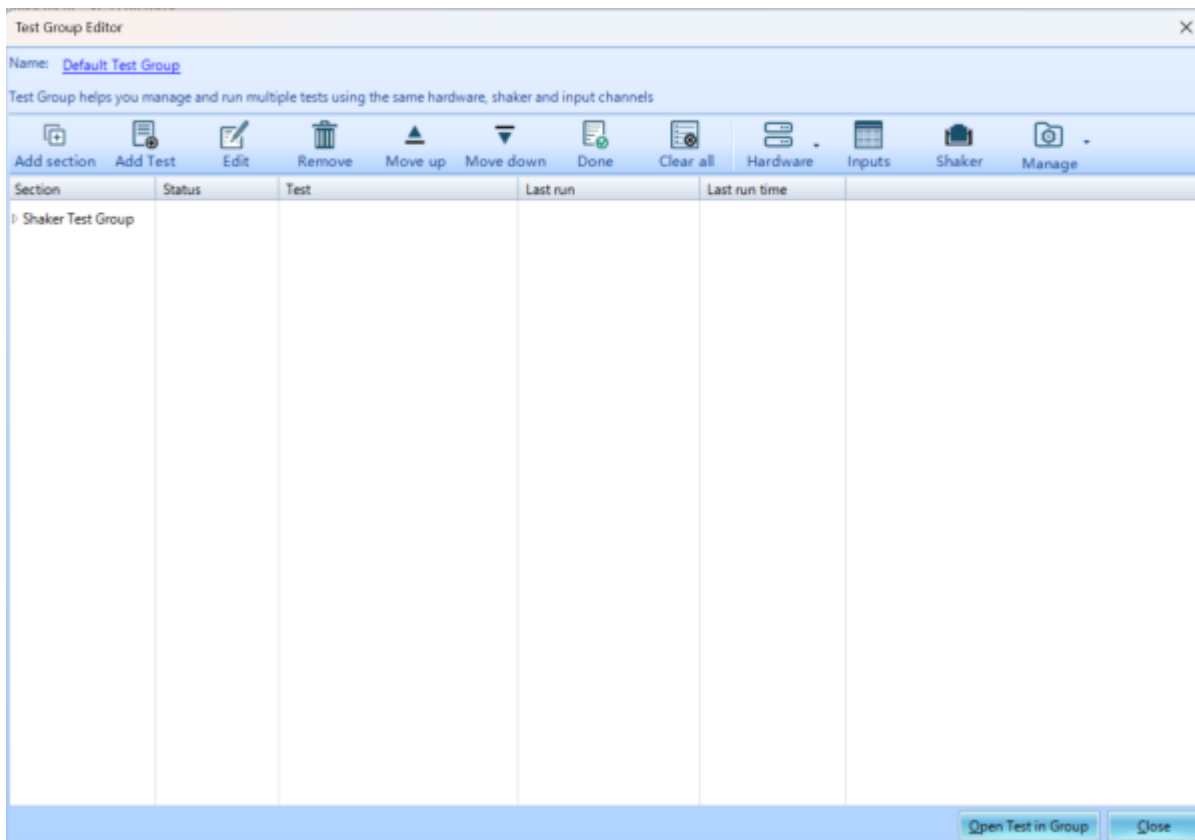 Test Group Editor
Name: Default Test Group
Test Group helps you manage and run multiple tests using the same hardware, shaker and input channels
Add section Add Test Edit Remove Move up Move down Done Clear all Hardware Inputs Shaker Manage
Section Status Test Last run Last run time
Shaker Test Group
Open Test in Group Close